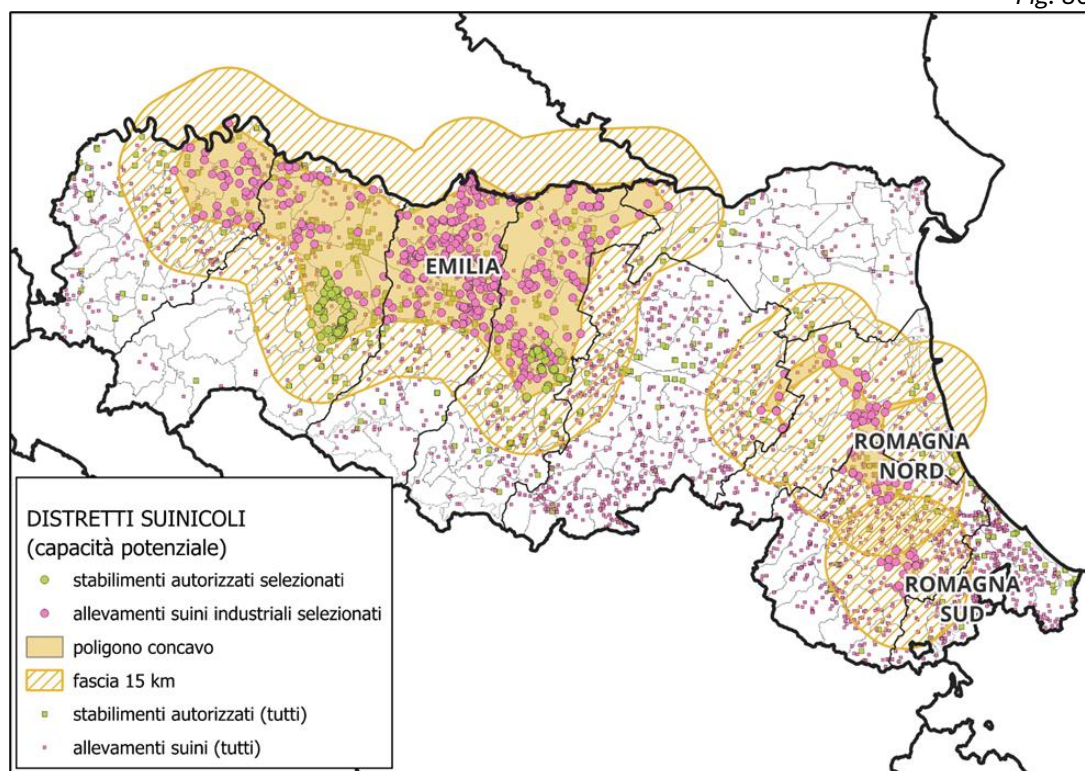 EMILIA
ROMAGNA
NORD
ROMAGNA
SUD
DISTRETTI SUINICOLI
(capacità potenziale)
stabilimenti autorizzati selezionati
allevamenti suini industriali selezionati
poligono concavo
fascia 15 km
stabilimenti autorizzati (tutti)
allevamenti suini (tutti)